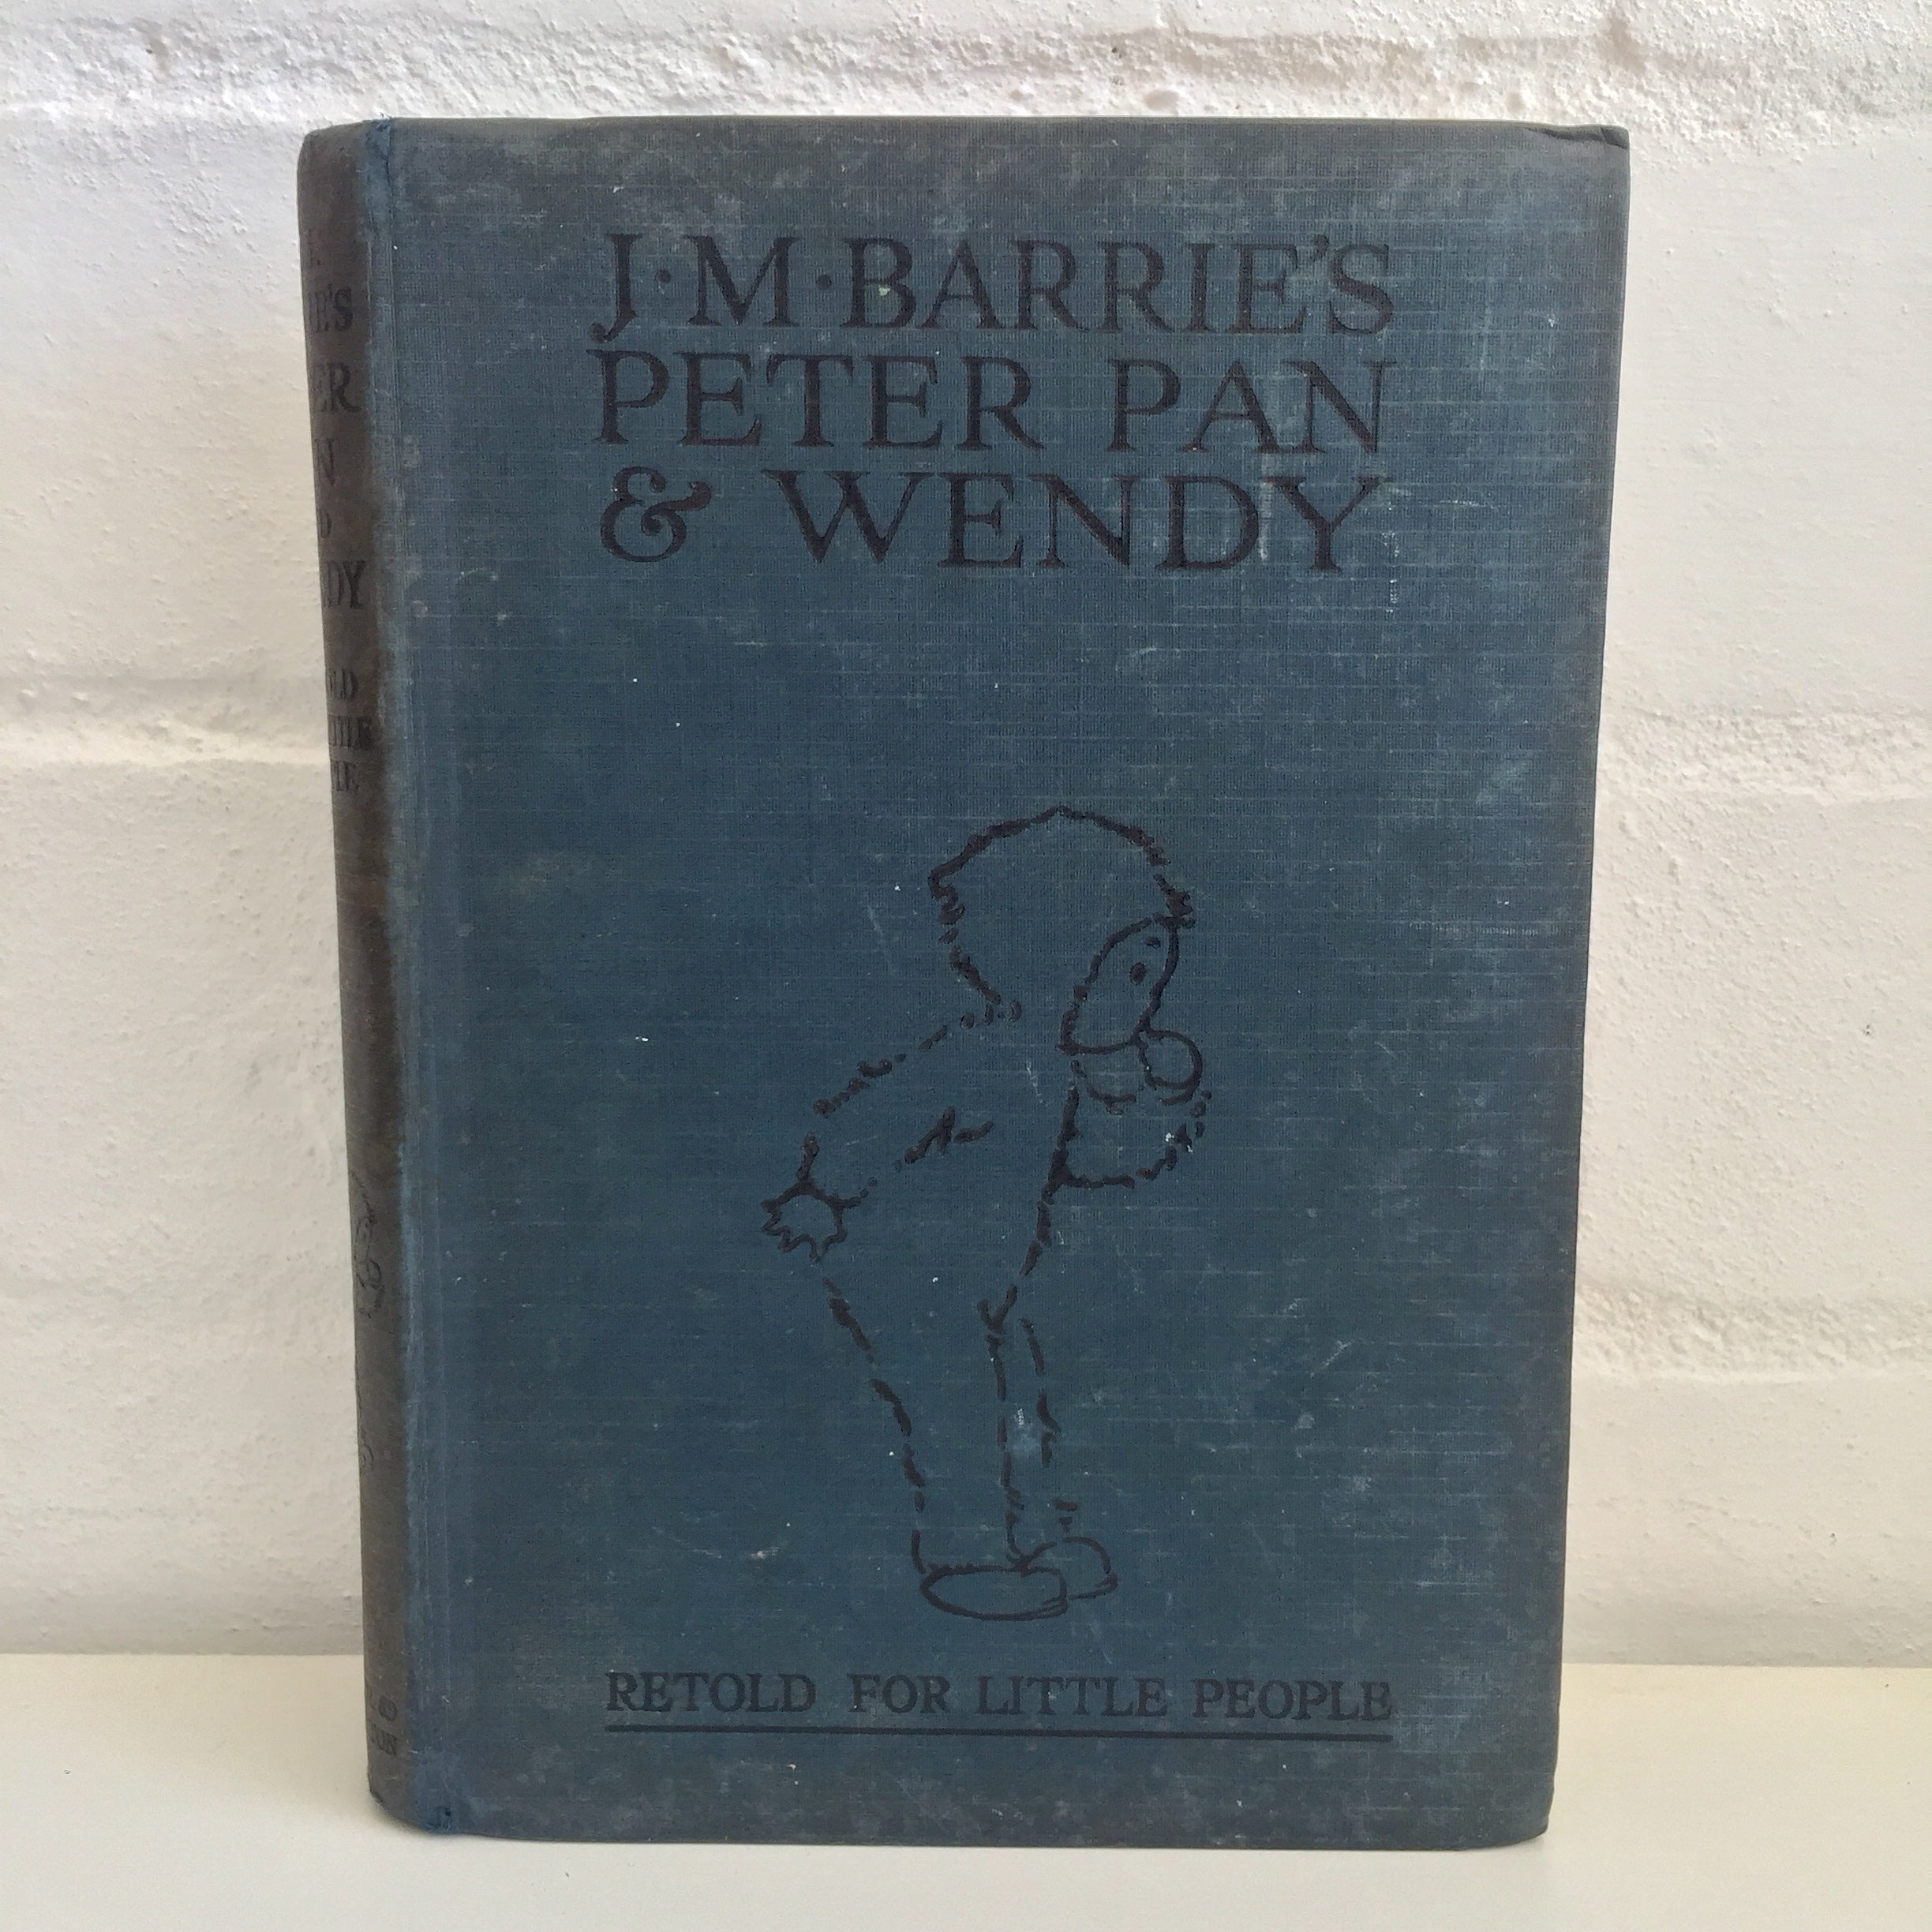 J·M·BARRIE'S
PETER PAN
& WENDY
RETOLD FOR LITTLE PEOPLE